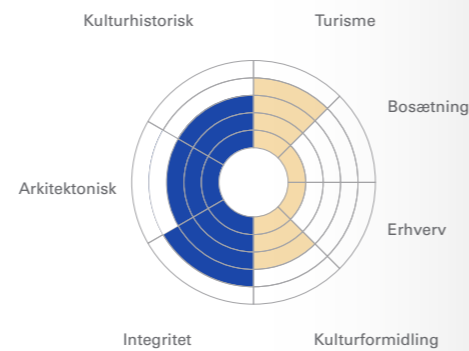 Kulturhistorisk
Turisme
Bosætning
Arkitektonisk
Erhverv
Integritet
Kulturformidling